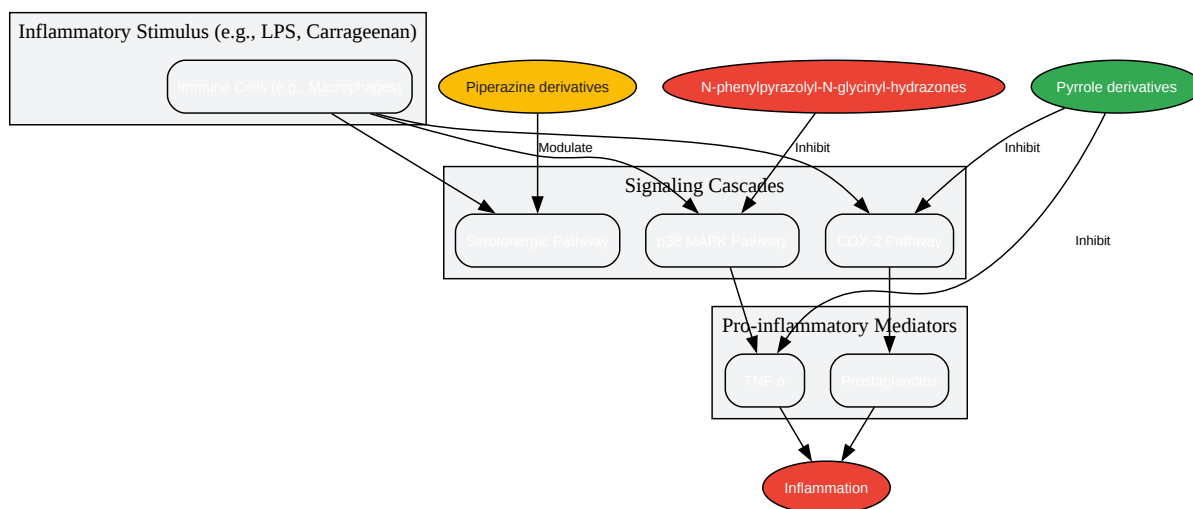 Inflammatory Stimulus (e.g., LPS, Carrageenan)
Immune Cells (e.g., Macrophages)
Piperazine derivatives
N-phenylpyrazolyl-N-glycinyl-hydrazones
Pyrrole derivatives
Modulate
Inhibit
Inhibit
Signaling Cascades
Serotonergic Pathway
p38 MAPK Pathway
COX-2 Pathway
Inhibit
Pro-inflammatory Mediators
TNF-α
Prostaglandins
Inflammation